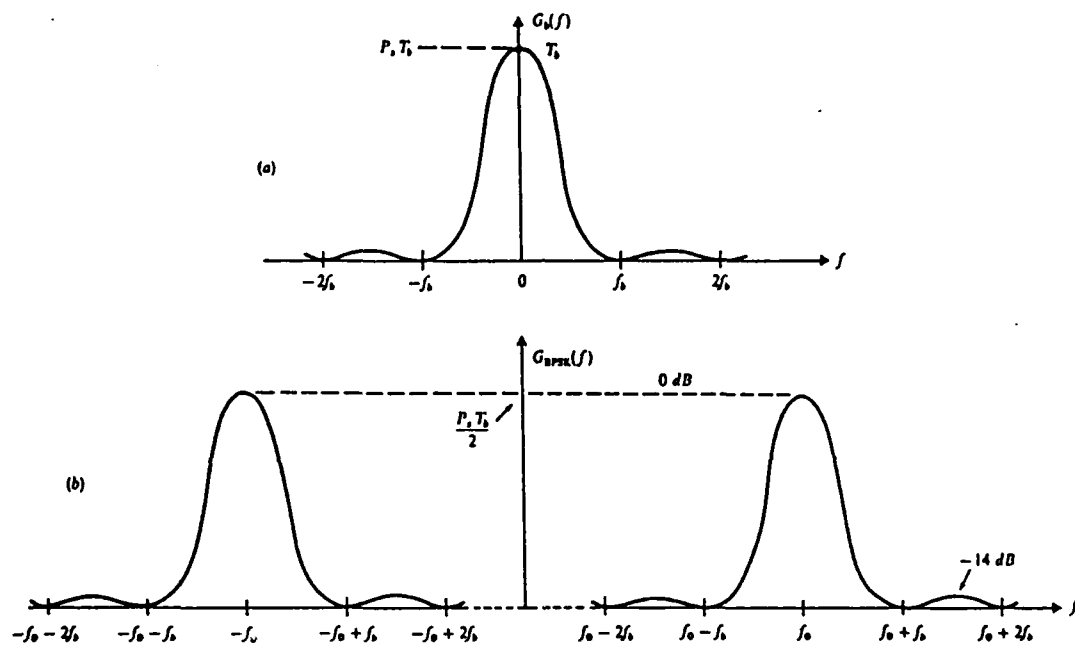 G_b(f)
P_s T_b
T_b
(a)
f
−2f_b −f_b 0 f_b 2f_b
G_BPSK(f)
0 dB
P_s T_b
2
(b)
−14 dB
f
−f_0 − 2f_b −f_0 − f_b −f_0 + f_b −f_0 + 2f_b f_0 − 2f_b f_0 − f_b f_0 f_0 + f_b f_0 + 2f_b